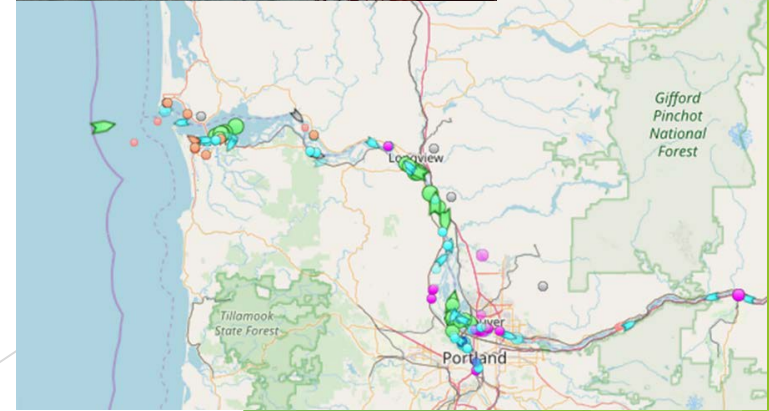 Gifford
Pinchot
National
Forest
Longview
Tillamook
State Forest
Portland